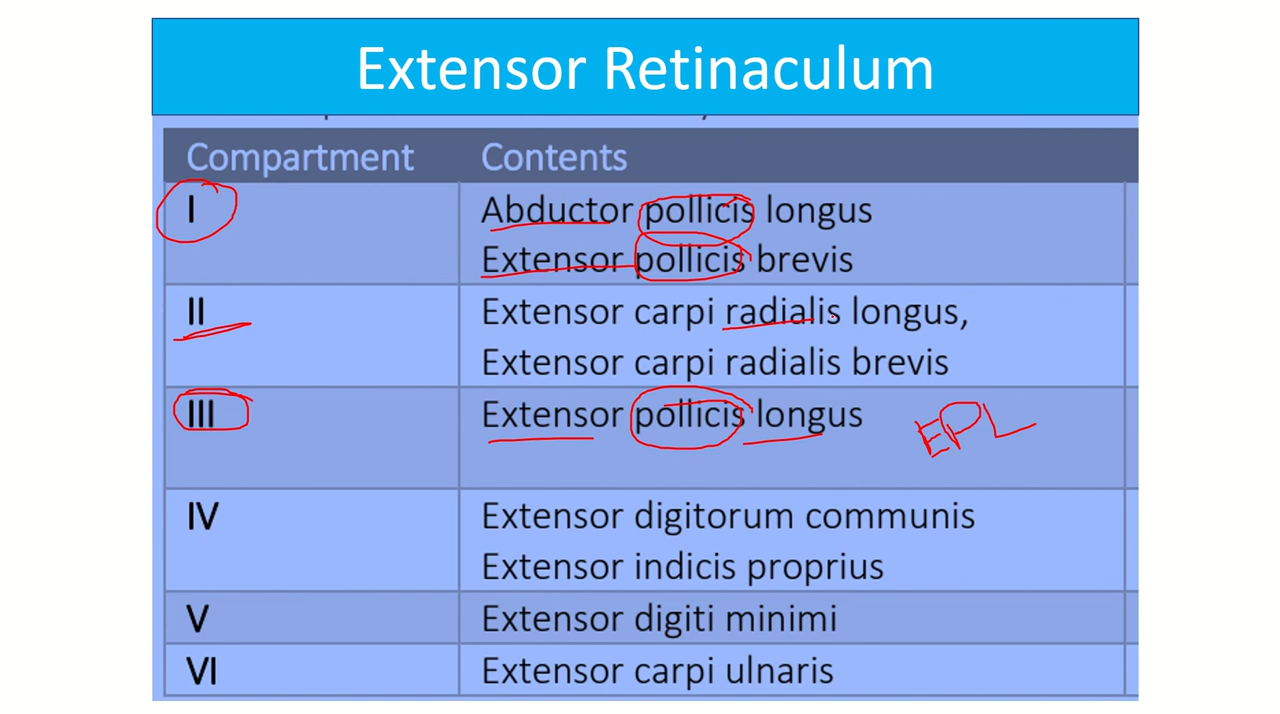 Extensor Retinaculum
Compartment Contents
I Abductor pollicis longus
Extensor pollicis brevis
II Extensor carpi radialis longus,
Extensor carpi radialis brevis
III Extensor pollicis longus EPL
IV Extensor digitorum communis
Extensor indicis proprius
V Extensor digiti minimi
VI Extensor carpi ulnaris